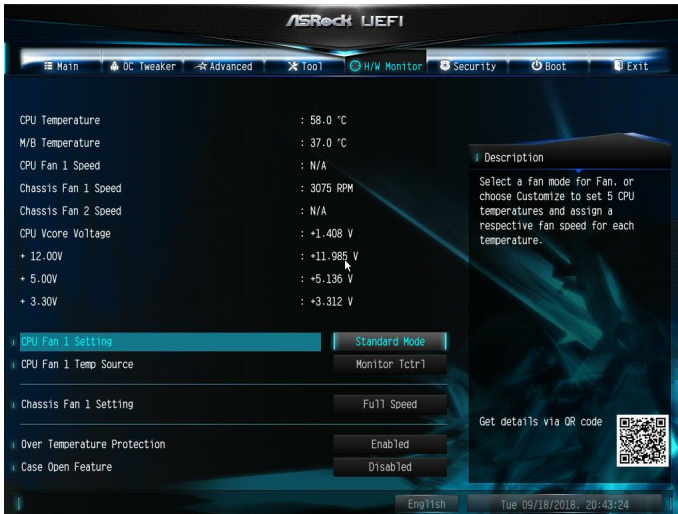 ASRock UEFI
Main OC Tweaker Advanced Tool H/W Monitor Security Boot Exit
CPU Temperature : 58.0 °C
M/B Temperature : 37.0 °C
CPU Fan 1 Speed : N/A
Chassis Fan 1 Speed : 3075 RPM
Chassis Fan 2 Speed : N/A
CPU Vcore Voltage : +1.408 V
+ 12.00V : +11.985 V
+ 5.00V : +5.136 V
+ 3.30V : +3.312 V
CPU Fan 1 Setting Standard Mode
CPU Fan 1 Temp Source Monitor Tctrl
Chassis Fan 1 Setting Full Speed
Over Temperature Protection Enabled
Case Open Feature Disabled
Description
Select a fan mode for Fan, or
choose Customize to set 5 CPU
temperatures and assign a
respective fan speed for each
temperature.
Get details via QR code
English Tue 09/18/2018, 20:43:24